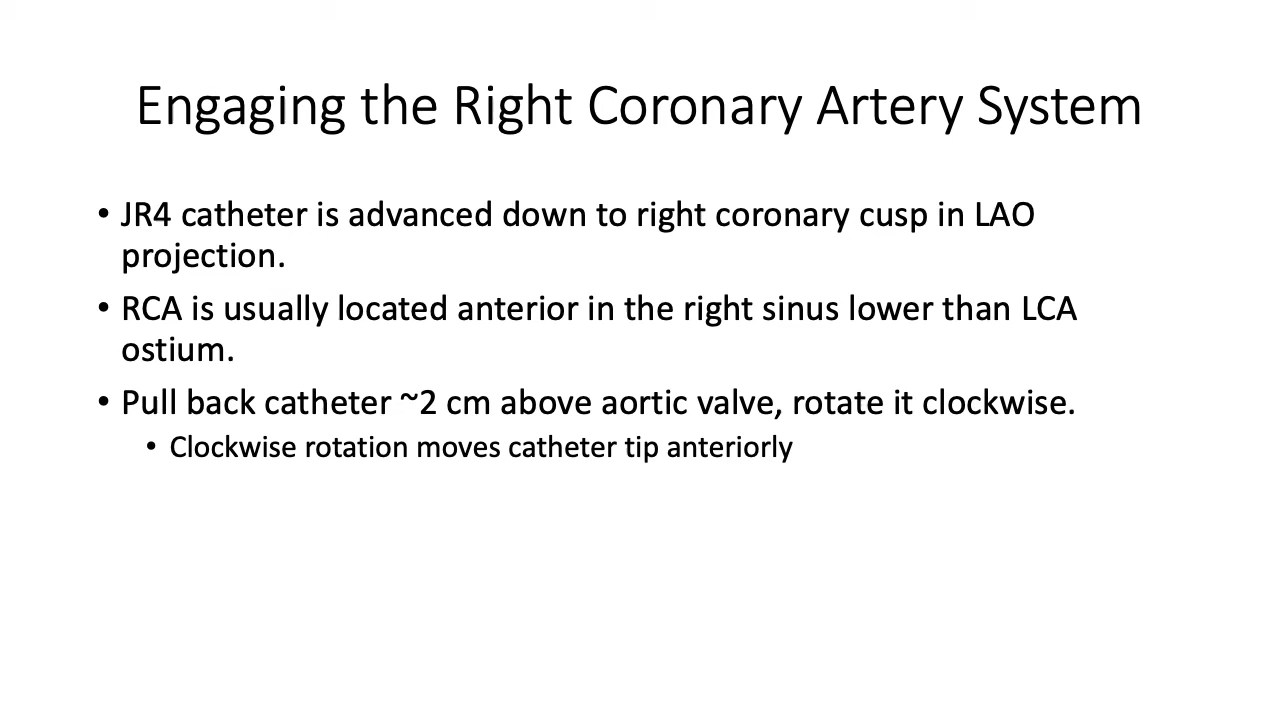 Engaging the Right Coronary Artery System
• JR4 catheter is advanced down to right coronary cusp in LAO
projection.
• RCA is usually located anterior in the right sinus lower than LCA
ostium.
• Pull back catheter ~2 cm above aortic valve, rotate it clockwise.
• Clockwise rotation moves catheter tip anteriorly